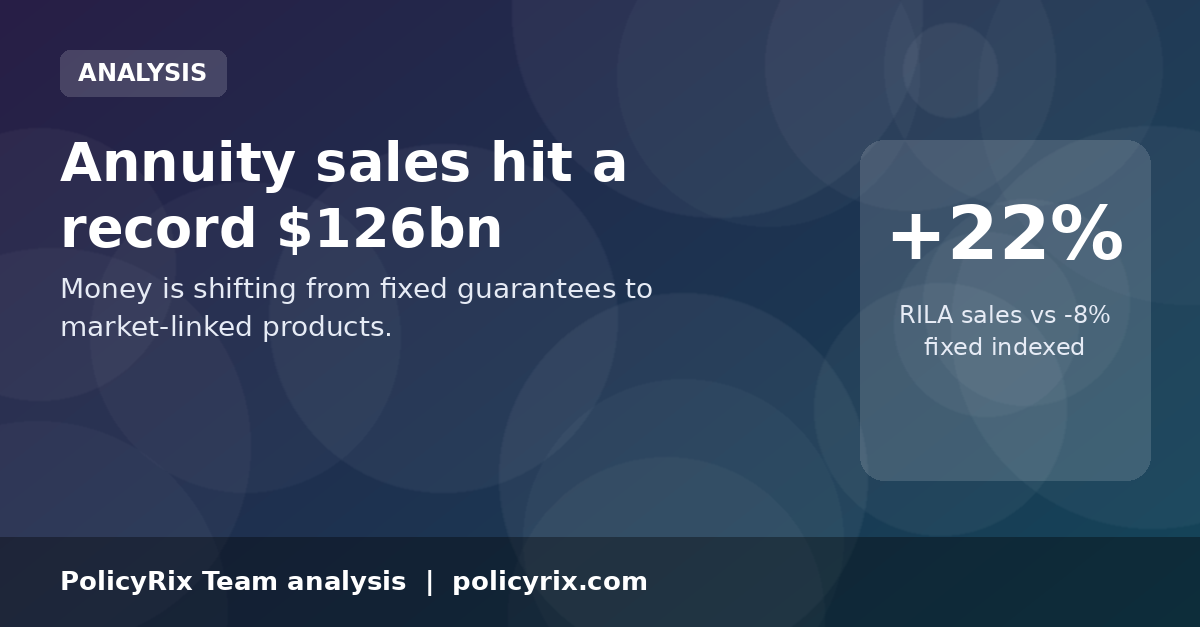 ANALYSIS
Annuity sales hit a
record $126bn
Money is shifting from fixed guarantees to
market-linked products.
+22%
RILA sales vs -8%
fixed indexed
PolicyRix Team analysis | policyrix.com